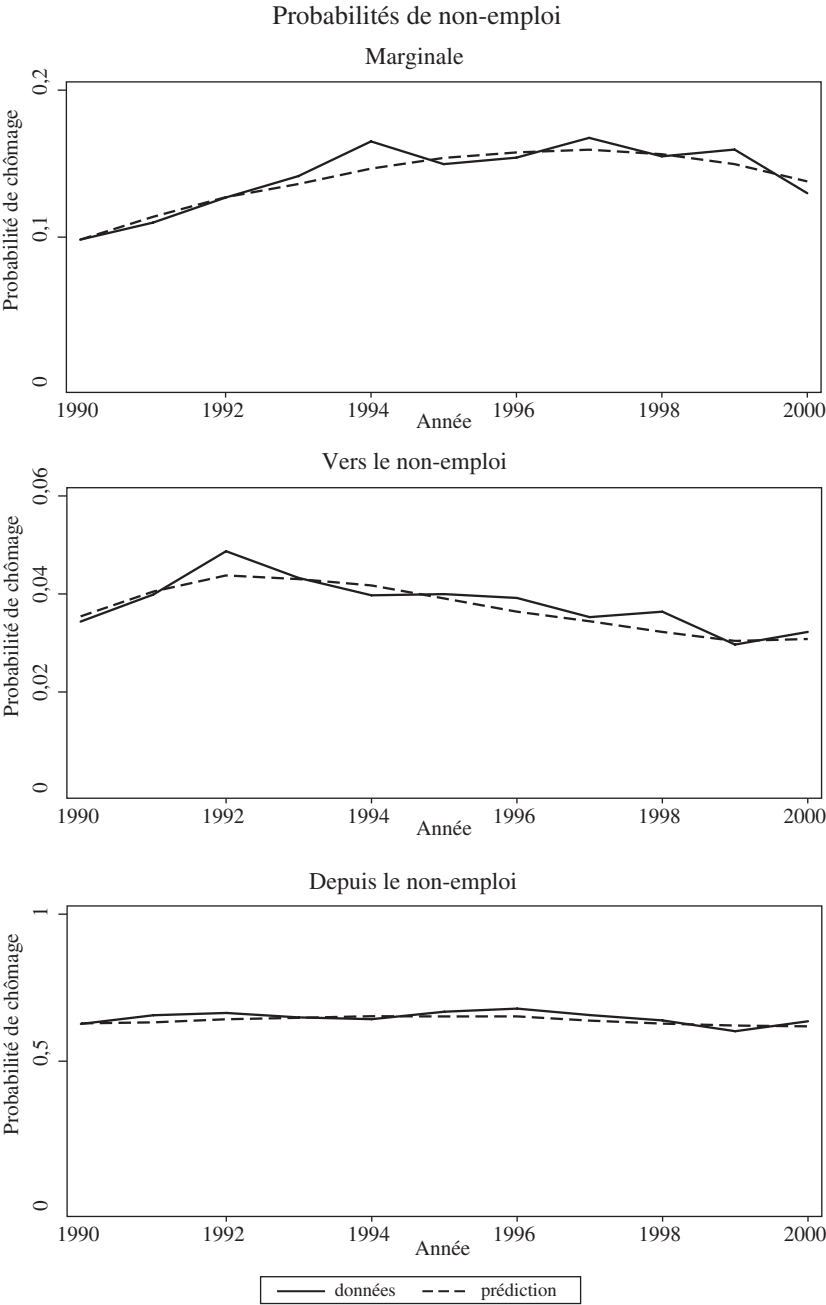 Probabilités de non-emploi
Marginale
Probabilité de chômage
0,2
0,1
0
1990 1992 1994 1996 1998 2000
Année
Vers le non-emploi
Probabilité de chômage
0,06
0,04
0,02
0
1990 1992 1994 1996 1998 2000
Année
Depuis le non-emploi
Probabilité de chômage
1
0,5
0
1990 1992 1994 1996 1998 2000
Année
données prédiction